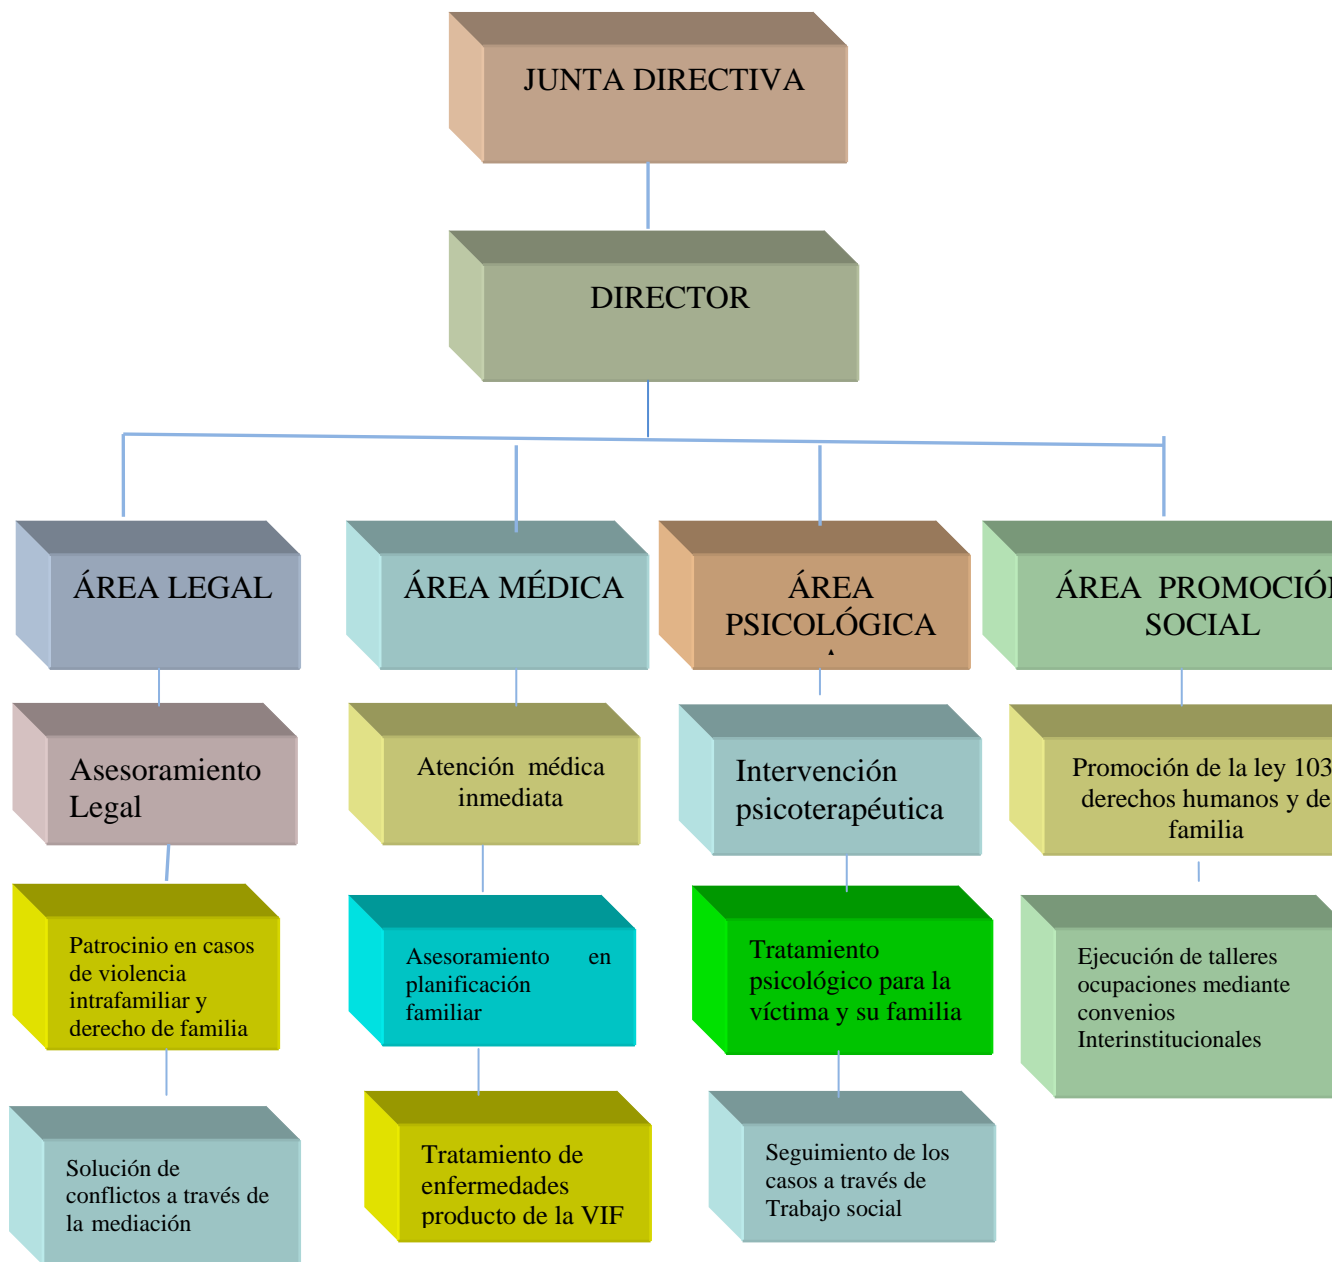 JUNTA DIRECTIVA
DIRECTOR
ÁREA LEGAL
ÁREA MÉDICA
ÁREA
PSICOLÓGICA
ÁREA PROMOCIÓN
SOCIAL
Asesoramiento
Legal
Atención médica
inmediata
Intervención
psicoterapéutica
Promoción de la ley 103
derechos humanos y de
familia
Patrocinio en casos
de violencia
intrafamiliar y
derecho de familia
Asesoramiento en
planificación
familiar
Tratamiento
psicológico para la
víctima y su familia
Ejecución de talleres
ocupaciones mediante
convenios
Interinstitucionales
Solución de
conflictos a través de
la mediación
Tratamiento de
enfermedades
producto de la VIF
Seguimiento de los
casos a través de
Trabajo social